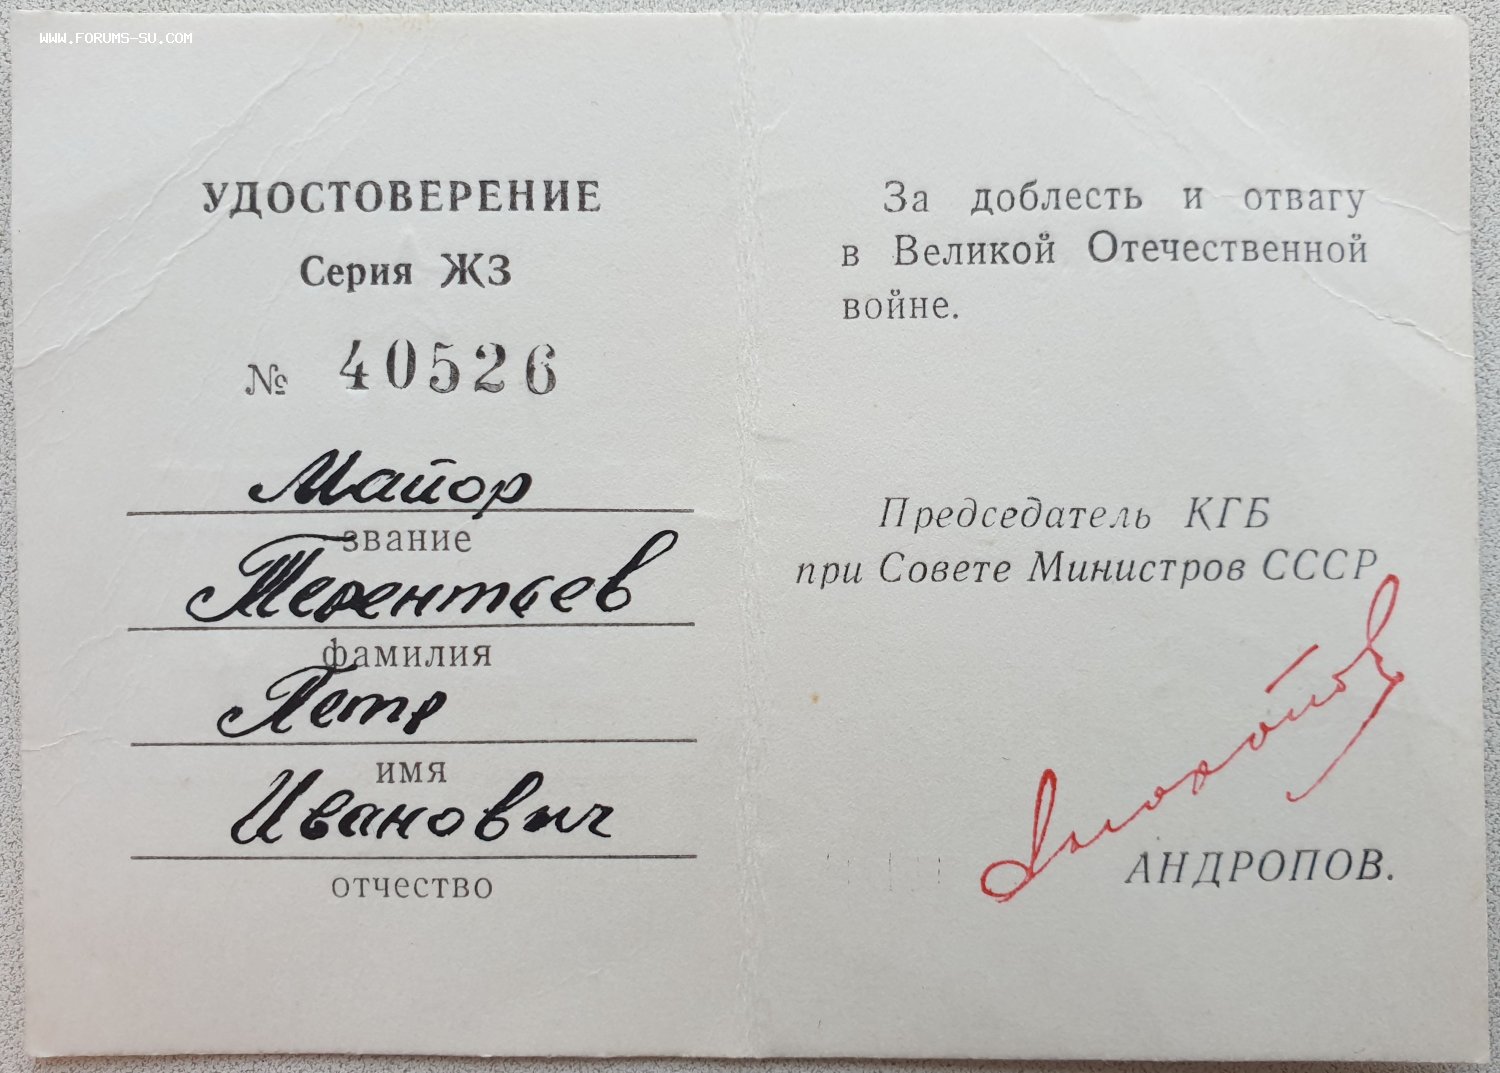 WWW.FORUMS-SU.COM
УДОСТОВЕРЕНИЕ
Серия ЖЗ
№ 40526
Майор
звание
Терентьев
фамилия
Петр
имя
Иванович
отчество
За доблесть и отвагу
в Великой Отечественной
войне.
Председатель КГБ
при Совете Министров СССР
АНДРОПОВ.